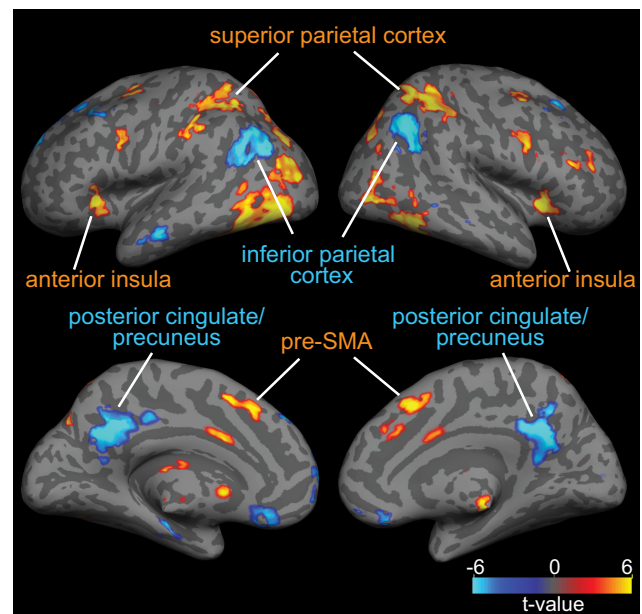 superior parietal cortex
inferior parietal
cortex
anterior insula
anterior insula
posterior cingulate/
precuneus
posterior cingulate/
precuneus
pre-SMA
-6 0 6
t-value